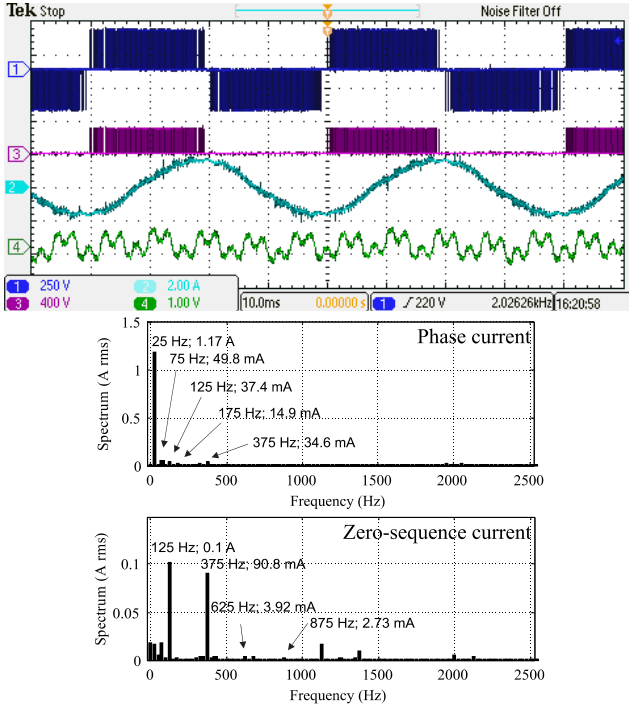 Tek Stop
Noise Filter Off
T
T
1
3
2
4
1 250 V 2 2.00 A
3 400 V 4 1.00 V
10.0ms 0.00000 s
1 220 V 2.02626kHz
16:20:58
Phase current
1.5
1
0.5
0
Spectrum (A rms)
25 Hz; 1.17 A
75 Hz; 49.8 mA
125 Hz; 37.4 mA
175 Hz; 14.9 mA
375 Hz; 34.6 mA
0 500 1000 1500 2000 2500
Frequency (Hz)
Zero-sequence current
0.1
0.05
0
Spectrum (A rms)
125 Hz; 0.1 A
375 Hz; 90.8 mA
625 Hz; 3.92 mA
875 Hz; 2.73 mA
0 500 1000 1500 2000 2500
Frequency (Hz)